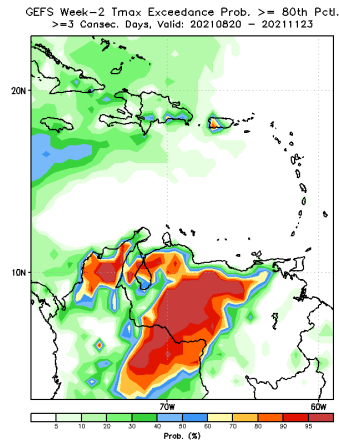 GEFS Week-2 Tmax Exceedance Prob. >= 80th Pctl.
>=3 Consec. Days, Valid: 20210820 - 20211123
20N
10N
70W 60W
5 10 20 30 40 50 60 70 80 90 95
Prob. (%)